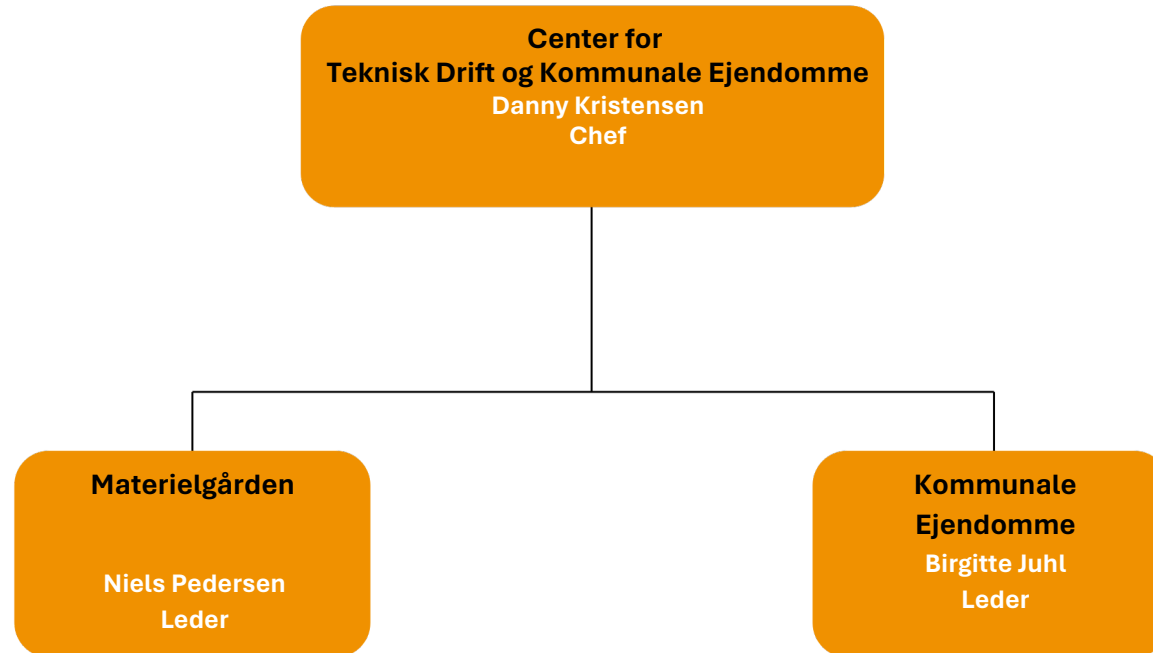 Center for
Teknisk Drift og Kommunale Ejendomme
Danny Kristensen
Chef
Materielgården
Niels Pedersen
Leder
Kommunale
Ejendomme
Birgitte Juhl
Leder